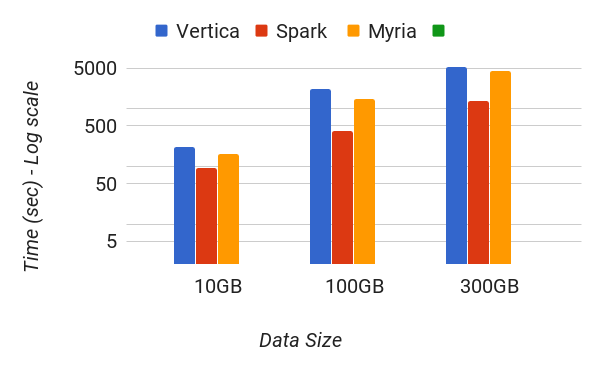 Vertica Spark Myria
5000
500
50
5
Time (sec) - Log scale
10GB 100GB 300GB
Data Size